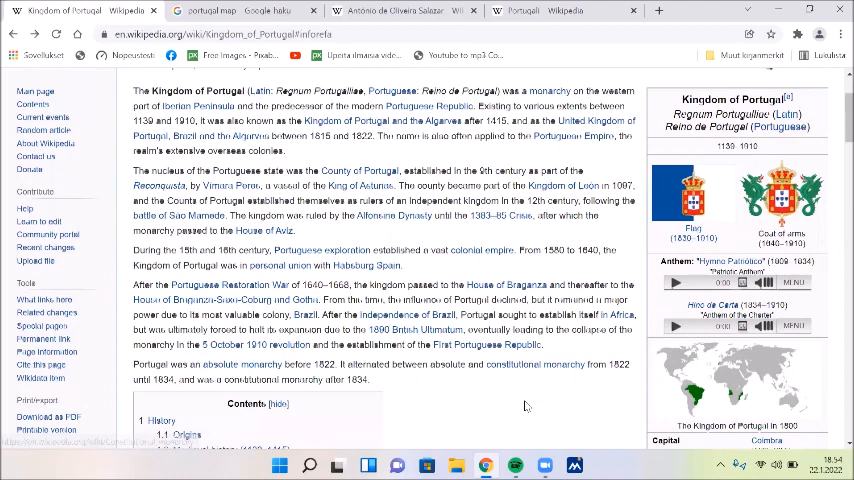 Kingdom of Portugal - Wikipedia
portugal map - Google haku
António de Oliveira Salazar - Wi
Portugali - Wikipedia
en.wikipedia.org/wiki/Kingdom_of_Portugal#inforefa
Sovellukset
Nopeustesti
Free Images - Pixab...
Upeita ilmaisia video...
Youtube to mp3 Co...
Muut kirjanmerkit
Lukulista
Main page
Contents
Current events
Random article
About Wikipedia
Contact us
Donate
Contribute
Help
Learn to edit
Community portal
Recent changes
Upload file
Tools
What links here
Related changes
Special pages
Permanent link
Page information
Cite this page
Wikidata item
Print/export
Download as PDF
Printable version
The Kingdom of Portugal (Latin: Regnum Portugalliae, Portuguese: Reino de Portugal) was a monarchy on the western
part of Iberian Peninsula and the predecessor of the modern Portuguese Republic. Existing to various extents between
1139 and 1910, it was also known as the Kingdom of Portugal and the Algarves after 1415, and as the United Kingdom of
Portugal, Brazil and the Algarves between 1815 and 1822. The name is also often applied to the Portuguese Empire, the
realm's extensive overseas colonies.
The nucleus of the Portuguese state was the County of Portugal, established in the 9th century as part of the
Reconquista, by Vímara Peres, a vassal of the King of Asturias. The county became part of the Kingdom of León in 1097,
and the Counts of Portugal established themselves as rulers of an independent kingdom in the 12th century, following the
battle of São Mamede. The kingdom was ruled by the Alfonsine Dynasty until the 1383–85 Crisis, after which the
monarchy passed to the House of Aviz.
During the 15th and 16th century, Portuguese exploration established a vast colonial empire. From 1580 to 1640, the
Kingdom of Portugal was in personal union with Habsburg Spain.
After the Portuguese Restoration War of 1640–1668, the kingdom passed to the House of Braganza and thereafter to the
House of Braganza-Saxe-Coburg and Gotha. From this time, the influence of Portugal declined, but it remained a major
power due to its most valuable colony, Brazil. After the independence of Brazil, Portugal sought to establish itself in Africa,
but was ultimately forced to halt its expansion due to the 1890 British Ultimatum, eventually leading to the collapse of the
monarchy in the 5 October 1910 revolution and the establishment of the First Portuguese Republic.
Portugal was an absolute monarchy before 1822. It alternated between absolute and constitutional monarchy from 1822
until 1834, and was a constitutional monarchy after 1834.
Contents [hide]
1 History
1.1 Origins
Kingdom of Portugal[a]
Regnum Portugalliae (Latin)
Reino de Portugal (Portuguese)
1139–1910
Flag
(1830–1910)
Coat of arms
(1640–1910)
Anthem: "Hymno Patriótico" (1809–1834)
"Patriotic Anthem"
0:00 MENU
Hino da Carta (1834–1910)
"Anthem of the Charter"
0:00 MENU
The Kingdom of Portugal in 1800
Capital
Coimbra
18.54
22.1.2022